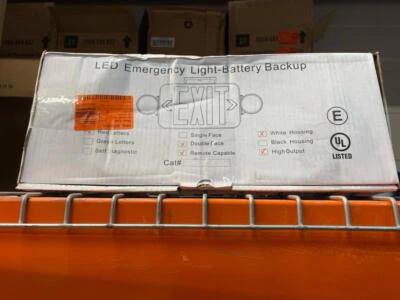 LED Emergency Light-Battery Backup
EXIT
E
Red Letters
Single Face
White Housing
Green Letters
Double Face
Black Housing
Self Diagnostic
Remote Capable
High Output
Cat#
UL
LISTED